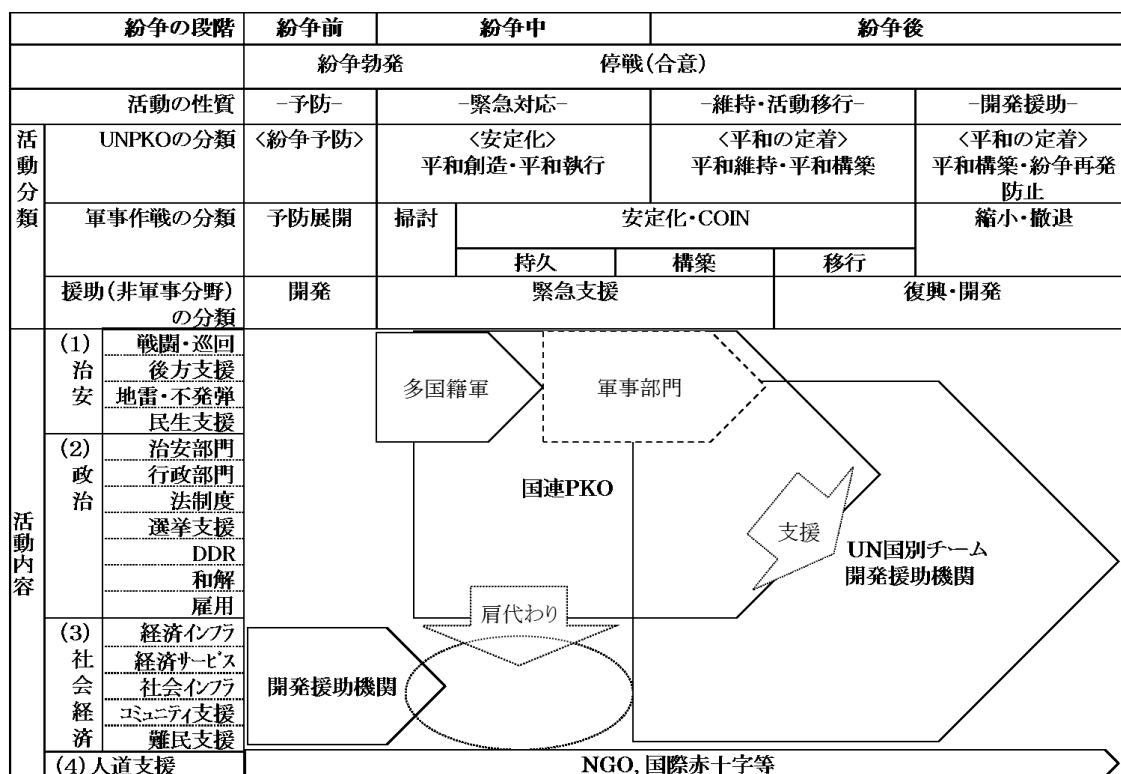 紛争の段階 紛争前 紛争中 紛争後
紛争勃発 停戦(合意)
活動の性質 -予防- -緊急対応- -維持・活動移行- -開発援助-
活動分類
UNPKOの分類 <紛争予防> <安定化> <平和の定着> <平和の定着>
平和創造・平和執行 平和維持・平和構築 平和構築・紛争再発
防止
軍事作戦の分類 予防展開 掃討 安定化・COIN 縮小・撤退
持久 構築 移行
援助(非軍事分野) 開発 緊急支援 復興・開発
の分類
活動内容
(1)治安
戦闘・巡回
後方支援
地雷・不発弾
民生支援
(2)政治
治安部門
行政部門
法制度
選挙支援
DDR
和解
雇用
(3)社会経済
経済インフラ
経済サービス
社会インフラ
コミュニティ支援
難民支援
多国籍軍
軍事部門
国連PKO
支援
UN国別チーム
開発援助機関
肩代わり
開発援助機関
(4)人道支援 NGO, 国際赤十字等